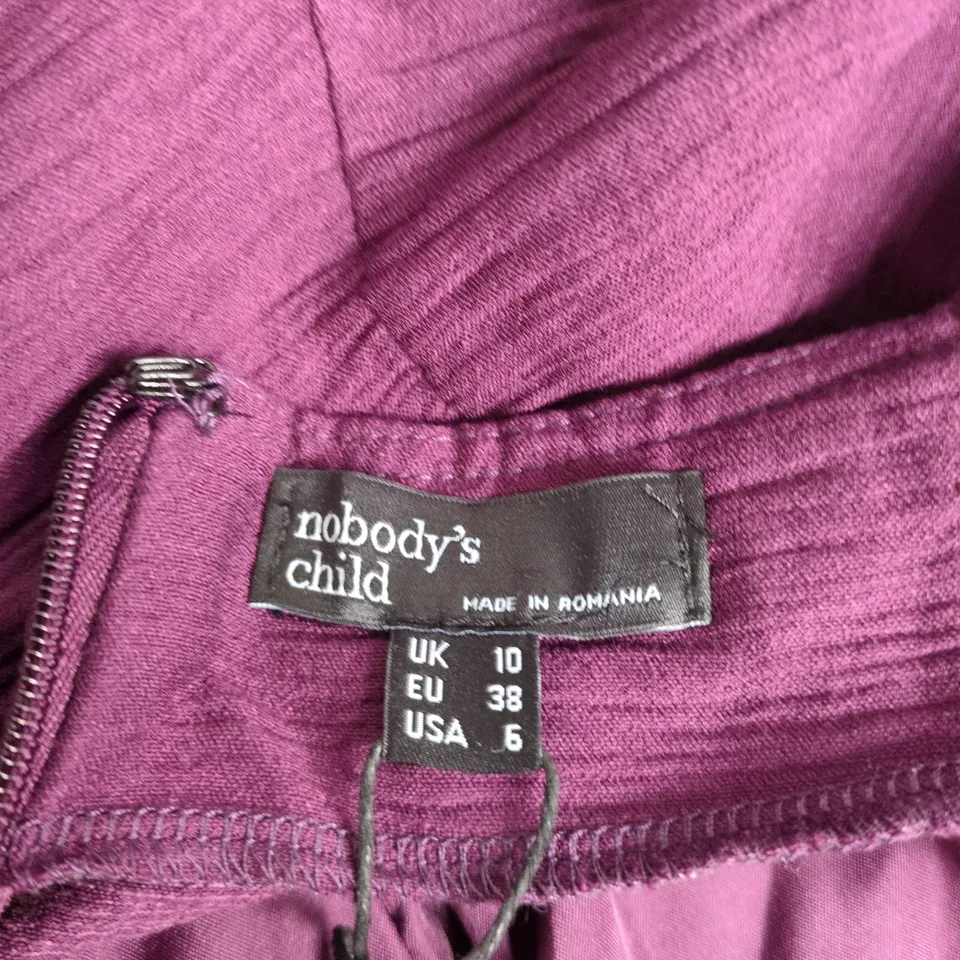 nobody's
child
MADE IN ROMANIA
UK 10
EU 38
USA 6